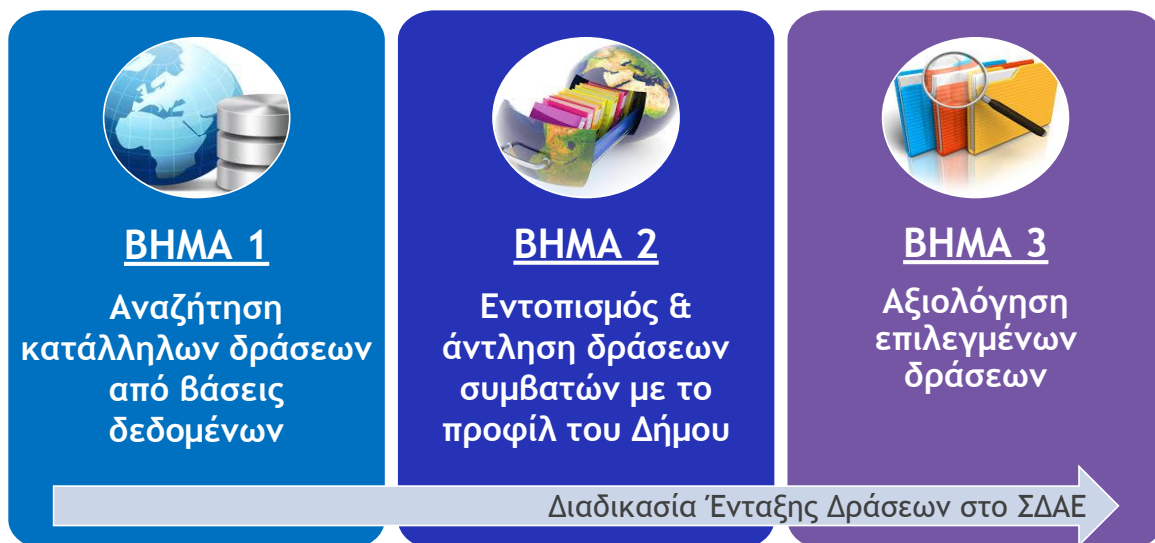 ΒΗΜΑ 1
Αναζήτηση
κατάλληλων δράσεων
από βάσεις
δεδομένων
ΒΗΜΑ 2
Εντοπισμός &
άντληση δράσεων
συμβατών με το
προφίλ του Δήμου
ΒΗΜΑ 3
Αξιολόγηση
επιλεγμένων
δράσεων
Διαδικασία Ένταξης Δράσεων στο ΣΔΑΕ